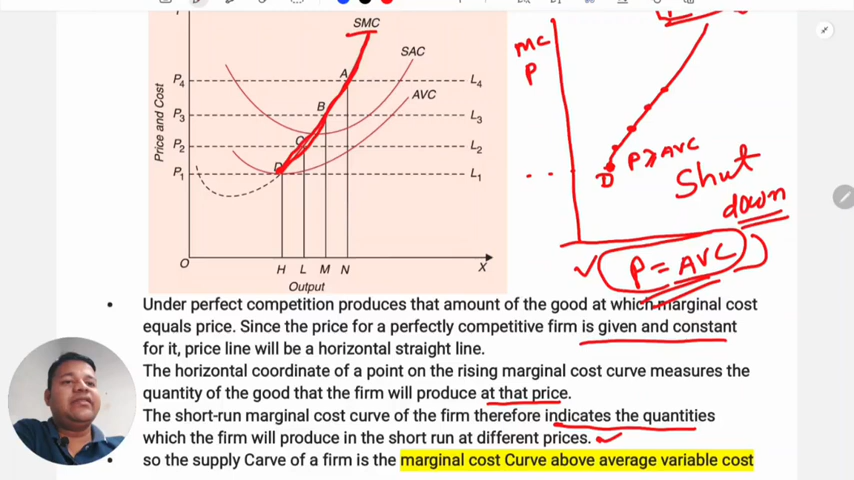 SMC
SAC
AVC
P4 A L4
P3 B L3
P2 C L2
P1 D L1
Price and Cost
O H L M N X
Output
MC
P
D
P ≥ AVC
Shut
down
P = AVC
• Under perfect competition produces that amount of the good at which marginal cost
equals price. Since the price for a perfectly competitive firm is given and constant
for it, price line will be a horizontal straight line.
The horizontal coordinate of a point on the rising marginal cost curve measures the
quantity of the good that the firm will produce at that price.
The short-run marginal cost curve of the firm therefore indicates the quantities
which the firm will produce in the short run at different prices.
• so the supply Carve of a firm is the marginal cost Curve above average variable cost